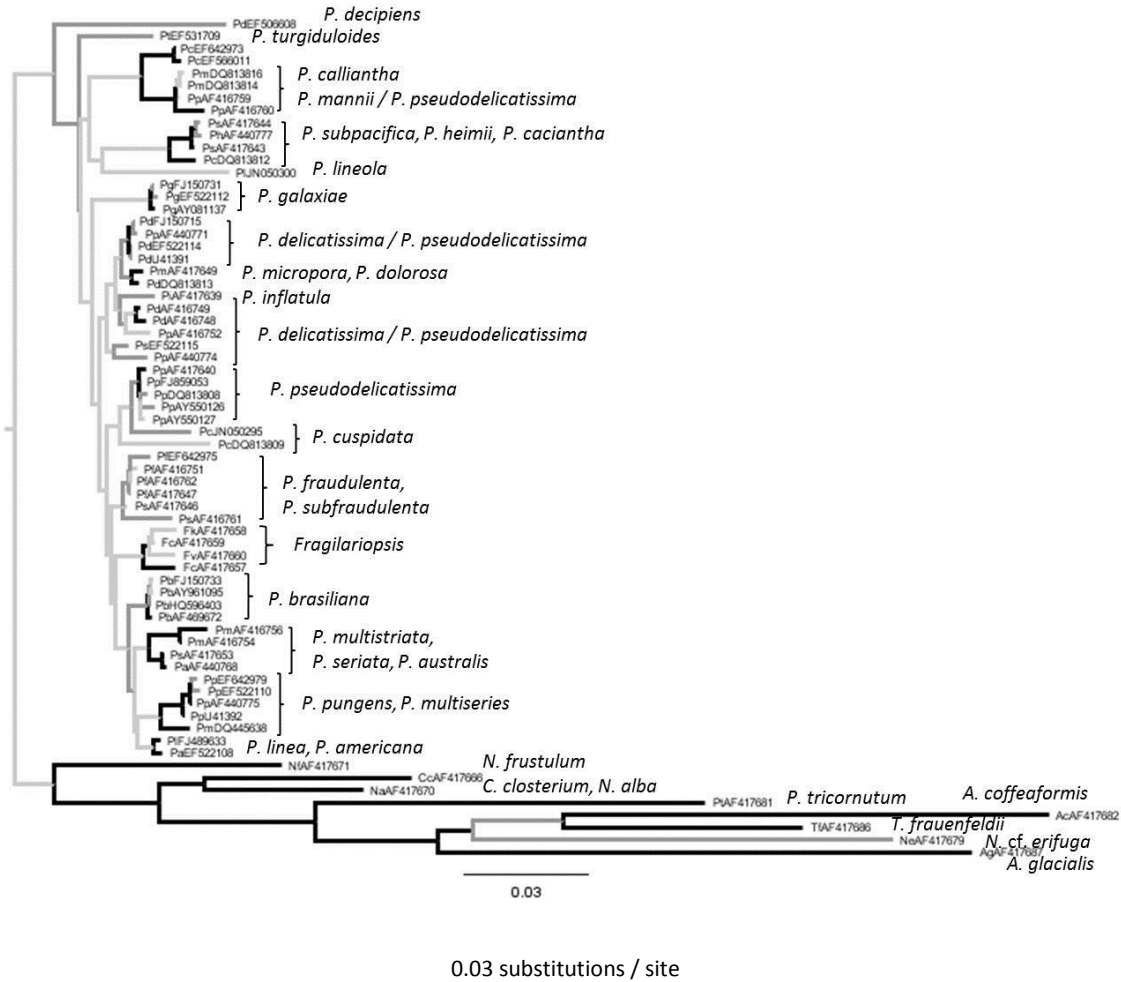 P. decipiens
PdEF506608
PtEF531709 P. turgiduloides
PcEF642973
PcEF566011
PmDQ813816 P. calliantha
PmDQ813814
PpAF416759 P. mannii / P. pseudodelicatissima
PpAF416760
PsAF417644
PhAF440777 P. subpacifica, P. heimii, P. caciantha
PsAF417643
PcDQ813812
PlJN050300 P. lineola
PgFJ150731
PgEF522112 P. galaxiae
PgAY081137
PdFJ150715
PpAF440771 P. delicatissima / P. pseudodelicatissima
PdEF522114
PdU41391
PmAF417649 P. micropora, P. dolorosa
PdDQ813813
PiAF417639 P. inflatula
PdAF416749
PdAF416748
PpAF416752 P. delicatissima / P. pseudodelicatissima
PsEF522115
PpAF440774
PpAF417640
PpFJ859053
PpDQ813808 P. pseudodelicatissima
PpAY550126
PpAY550127
PcJN050295 P. cuspidata
PcDQ813809
PfEF642975
PfAF416751
PfAF416762 P. fraudulenta,
PfAF417647
PsAF417646 P. subfraudulenta
PsAF416761
FkAF417658
FcAF417659 Fragilariopsis
FvAF417660
FcAF417657
PbFJ150733
PbAY961095
PbHQ596403 P. brasiliana
PbAF469672
PmAF416756 P. multistriata,
PmAF416754
PsAF417653 P. seriata, P. australis
PaAF440768
PpEF642979
PpEF522110
PpAF440775 P. pungens, P. multiseries
PpU41392
PmDQ445638
PlFJ489633 P. linea, P. americana
PaEF522108
NfAF417671 N. frustulum
CcAF417666
NaAF417670 C. closterium, N. alba
PtAF417681 P. tricornutum A. coffeaformis
AcAF417682
TfAF417686 T. frauenfeldii
NeAF417679 N. cf. erifuga
AgAF417687
A. glacialis
0.03
0.03 substitutions / site